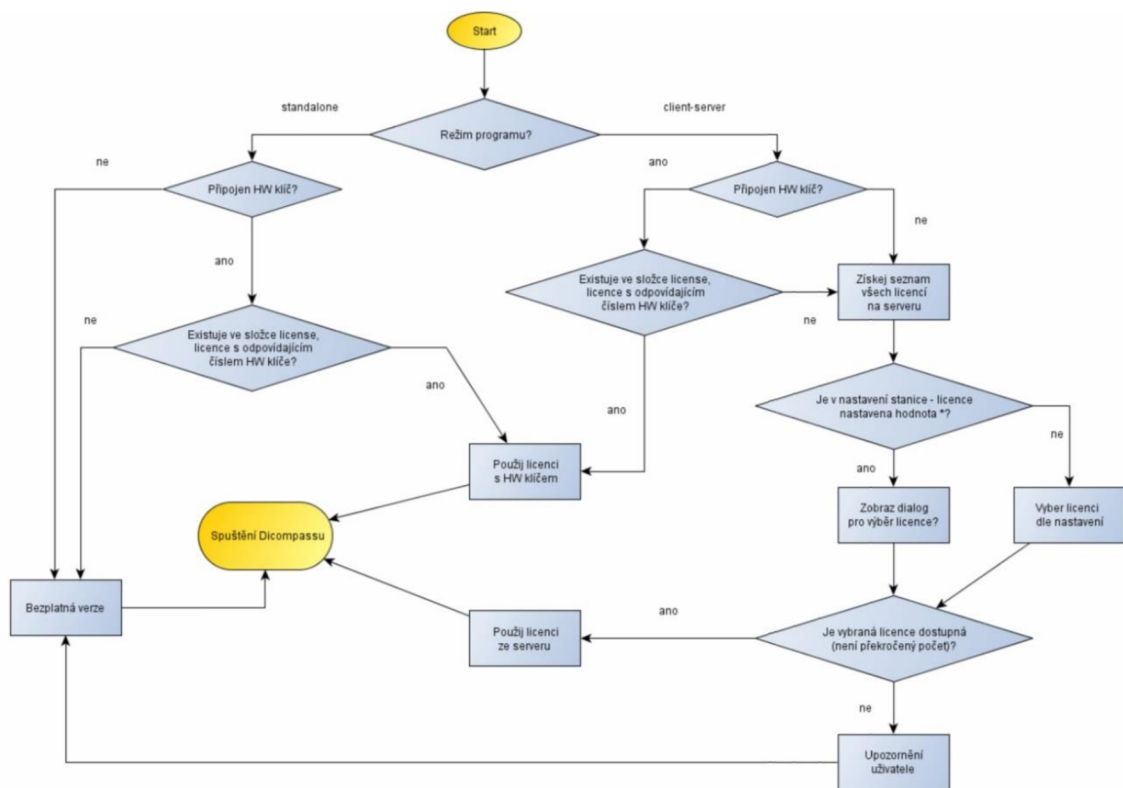 Start
standalone
client-server
Režim programu?
ne
ano
Připojen HW klíč?
Připojen HW klíč?
ne
ano
Existuje ve složce license,
licence s odpovídajícím
číslem HW klíče?
Získej seznam
všech licencí
na serveru
ne
ne
Existuje ve složce license,
licence s odpovídajícím
číslem HW klíče?
ano
ano
Je v nastavení stanice - licence
nastavena hodnota *?
ne
ano
Použij licenci
s HW klíčem
Zobraz dialog
pro výběr licence?
Vyber licenci
dle nastavení
Spuštění Dicompassu
Bezplatná verze
ano
Použij licenci
ze serveru
Je vybraná licence dostupná
(není překročený počet)?
ne
Upozornění
uživatele